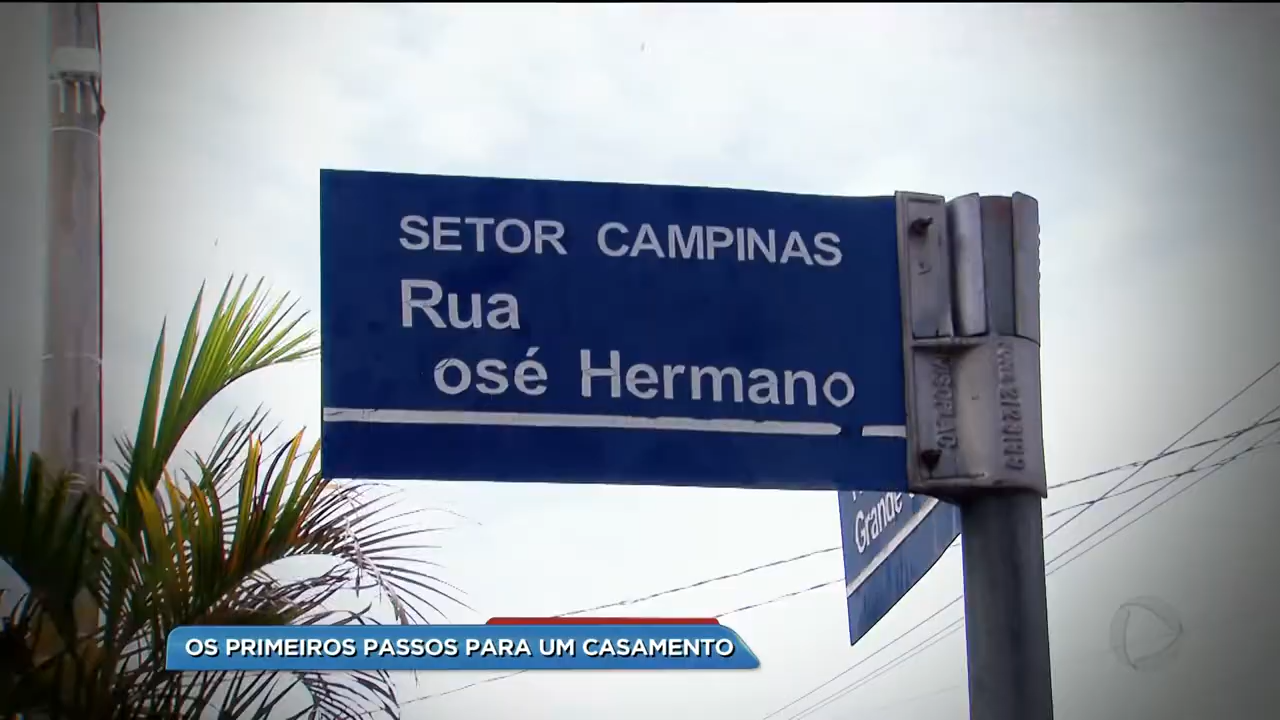 SETOR CAMPINAS
Rua
osé Hermano
Grande
OS PRIMEIROS PASSOS PARA UM CASAMENTO